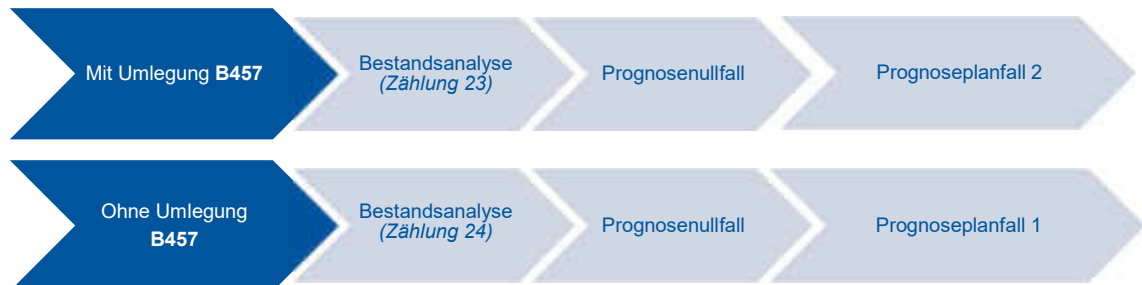 Mit Umlegung B457
Bestandsanalyse
(Zählung 23)
Prognosenullfall
Prognoseplanfall 2
Ohne Umlegung
B457
Bestandsanalyse
(Zählung 24)
Prognosenullfall
Prognoseplanfall 1